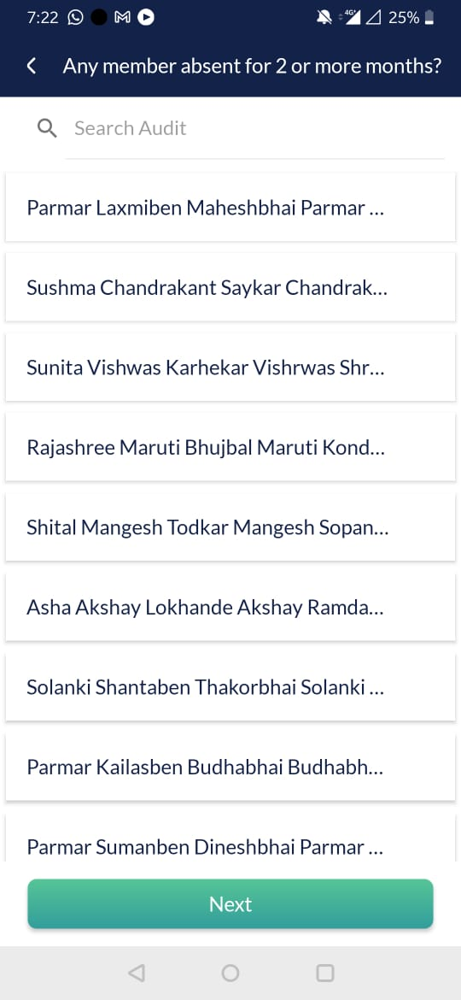 7:22 4G+ 25%
Any member absent for 2 or more months?
Search Audit
Parmar Laxmiben Maheshbhai Parmar ...
Sushma Chandrakant Saykar Chandrak...
Sunita Vishwas Karhekar Vishrwas Shr...
Rajashree Maruti Bhujbal Maruti Kond...
Shital Mangesh Todkar Mangesh Sopan...
Asha Akshay Lokhande Akshay Ramda...
Solanki Shantaben Thakorbhai Solanki ...
Parmar Kailasben Budhabhai Budhabh...
Parmar Sumanben Dineshbhai Parmar ...
Next